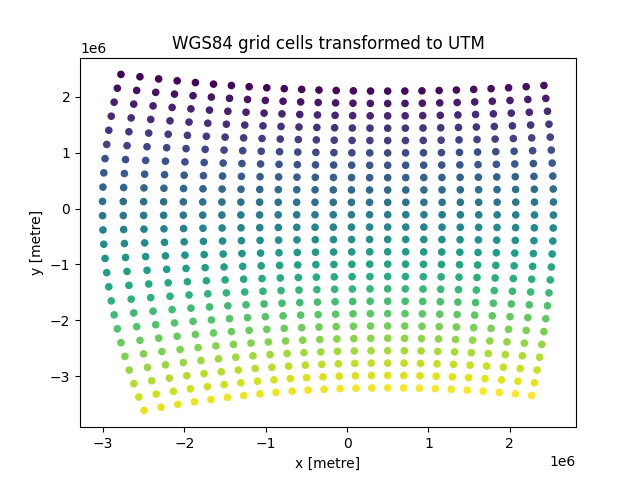 WGS84 grid cells transformed to UTM
1e6
2
1
0
−1
−2
−3
y [metre]
−3
−2
−1
0
1
2
x [metre]
1e6